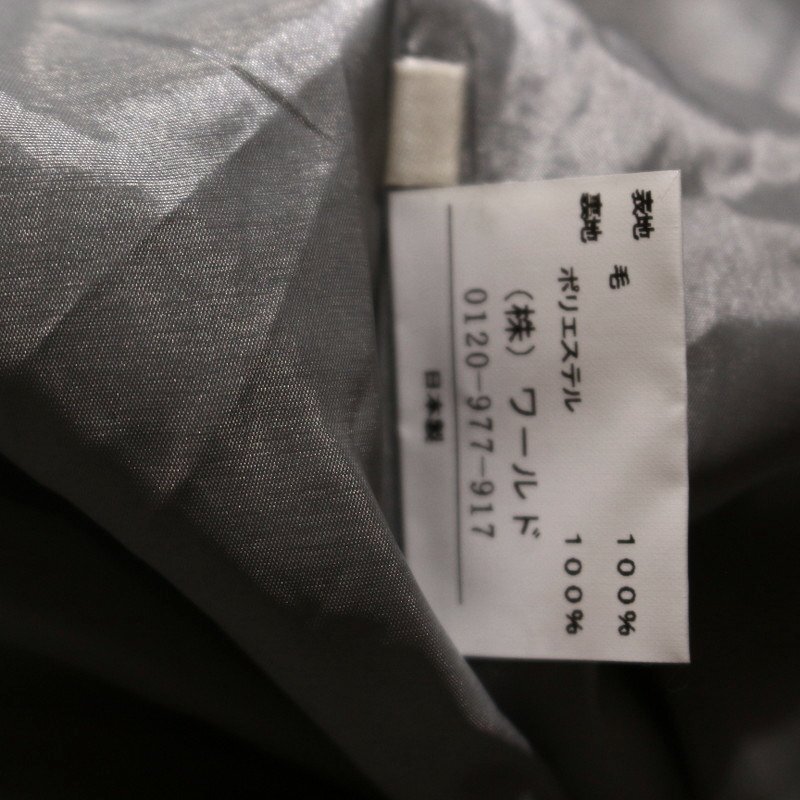 表地
毛 100%
裏地
ポリエステル 100%
(株) ワールド
0120-977-917
日本製